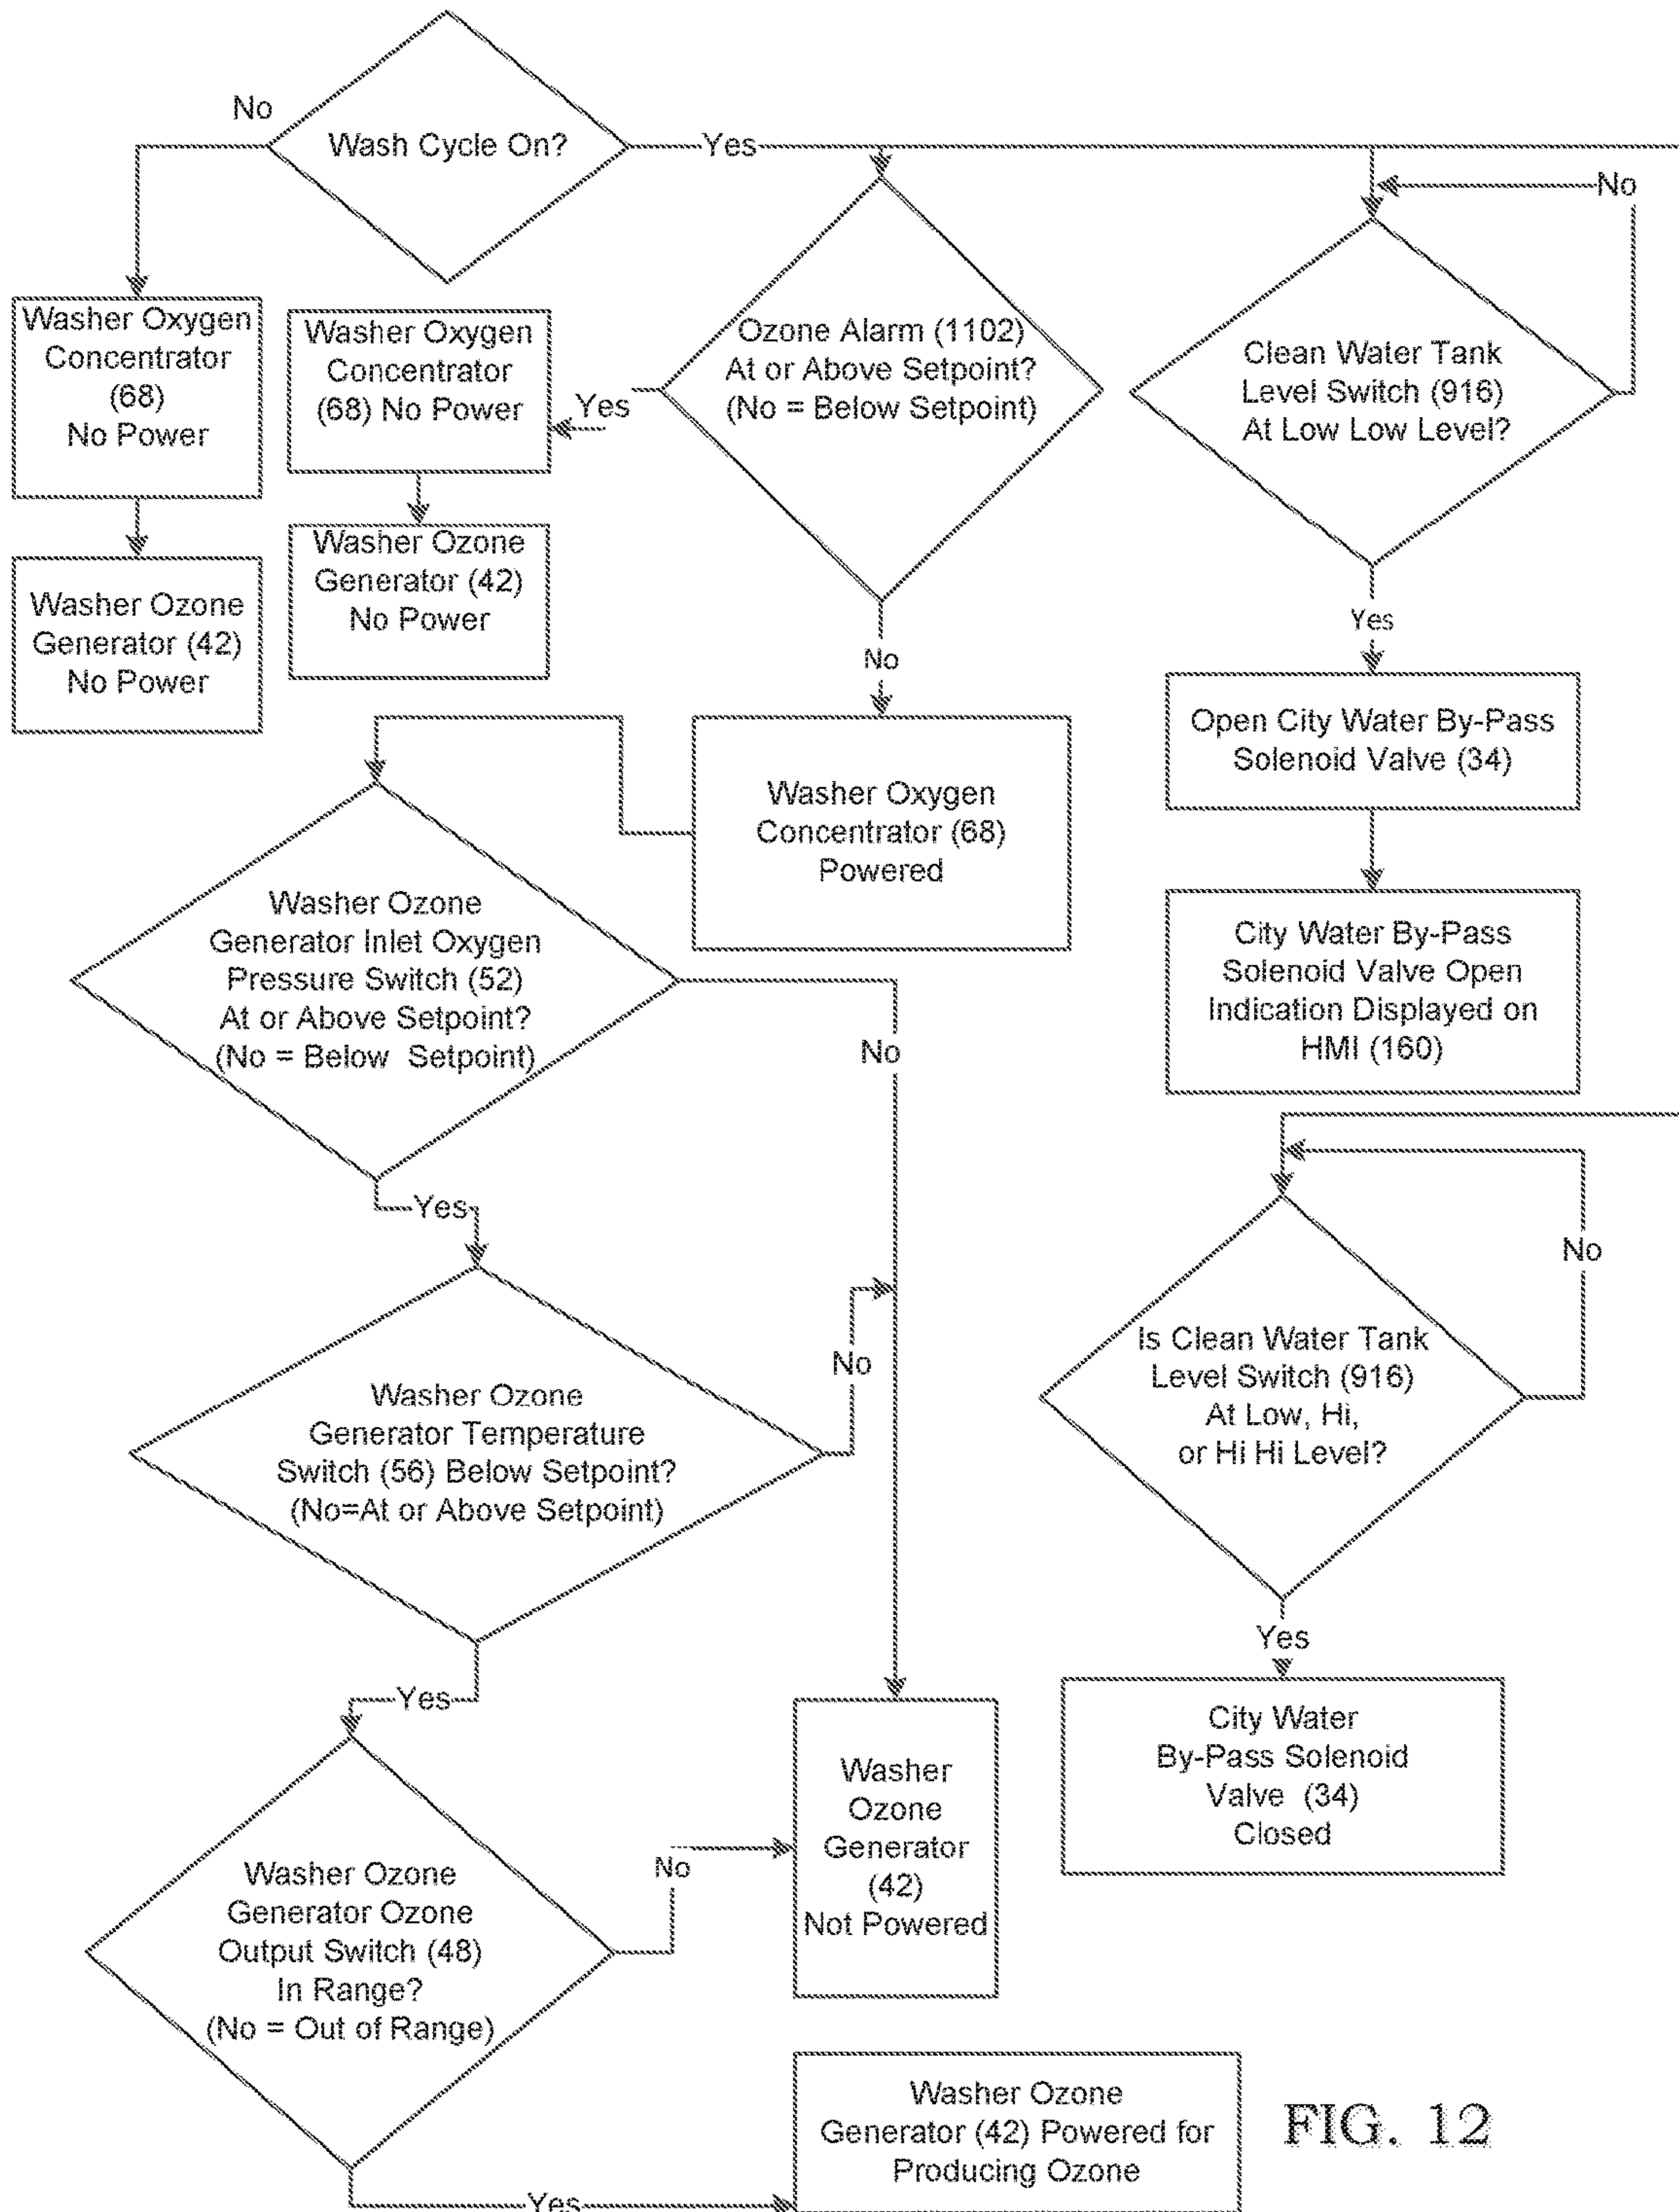 No
Wash Cycle On?
Yes
No
Washer Oxygen
Concentrator
(68)
No Power
Washer Oxygen
Concentrator
(68) No Power
Yes
Ozone Alarm (1102)
At or Above Setpoint?
(No = Below Setpoint)
Clean Water Tank
Level Switch (916)
At Low Low Level?
Washer Ozone
Generator (42)
No Power
Washer Ozone
Generator (42)
No Power
No
Yes
Washer Oxygen
Concentrator (68)
Powered
Open City Water By-Pass
Solenoid Valve (34)
Washer Ozone
Generator Inlet Oxygen
Pressure Switch (52)
At or Above Setpoint?
(No = Below  Setpoint)
No
City Water By-Pass
Solenoid Valve Open
Indication Displayed on
HMI (160)
Yes
No
No
Washer Ozone
Generator Temperature
Switch (56) Below Setpoint?
(No=At or Above Setpoint)
Is Clean Water Tank
Level Switch (916)
At Low, Hi,
or Hi Hi Level?
Yes
Yes
Washer Ozone
Generator Ozone
Output Switch (48)
In Range?
(No = Out of Range)
No
Washer
Ozone
Generator
(42)
Not Powered
City Water
By-Pass Solenoid
Valve  (34)
Closed
Yes
Washer Ozone
Generator (42) Powered for
Producing Ozone
FIG. 12